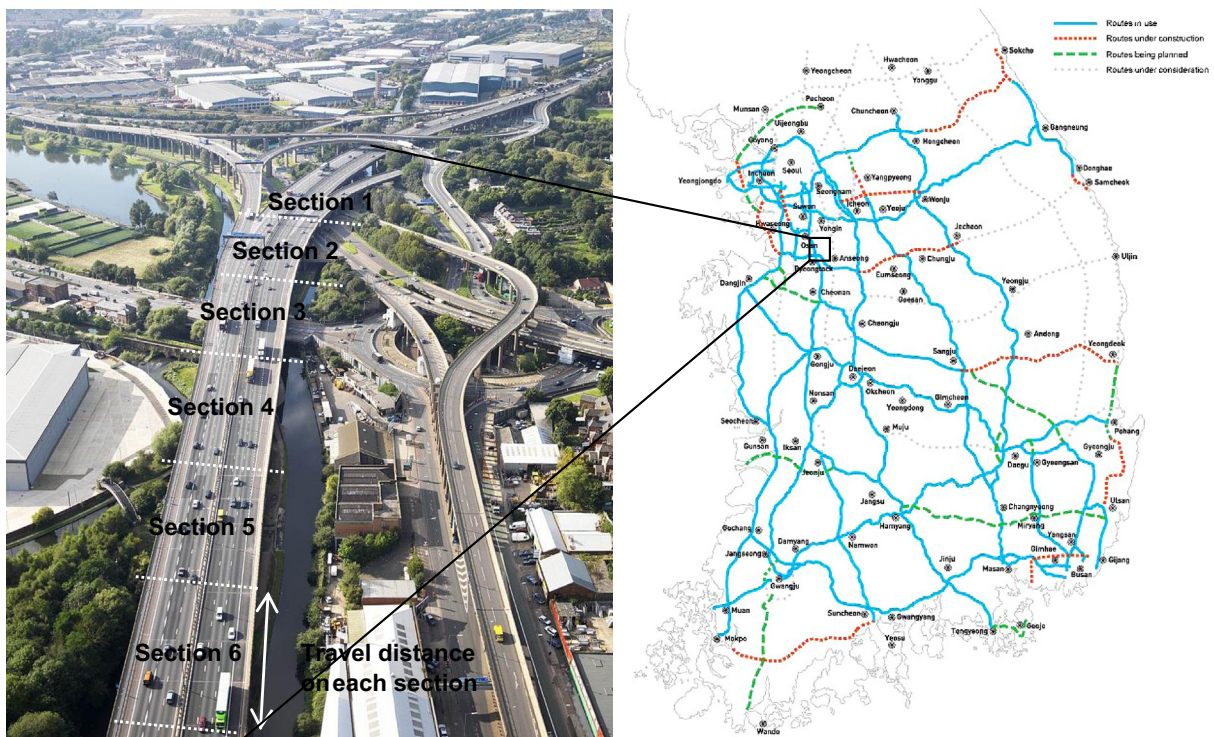 Section 1
Section 2
Section 3
Section 4
Section 5
Section 6
Travel distance
on each section
Routes in use
Routes under construction
Routes being planned
Routes under consideration
Sokcho
Hwacheon
Yeongcheon
Yanggu
Pocheon
Munsan
Chuncheon
Uijeongbu
Gangneung
Goyang
Hongcheon
Seoul
Donghae
Incheon
Yangpyeong
Samcheok
Yeongjongdo
Seongnam
Icheon
Wonju
Suwon
Yeoju
Hwaseong
Yongin
Jecheon
Osan
Anseong
Chungju
Uljin
Pyeongtaek
Eumseong
Dangjin
Cheonan
Goesan
Yeongju
Cheongju
Andong
Yeongdeok
Sangju
Gongju
Daejeon
Okcheon
Nonsan
Yeongdong
Gimcheon
Seocheon
Muju
Pohang
Gunsan
Iksan
Gyeongju
Daegu
Gyeongsan
Jeonju
Jangsu
Changnyeong
Ulsan
Hamyang
Miryang
Gochang
Damyang
Namwon
Yangsan
Jangseong
Jinju
Gimhae
Gijang
Masan
Busan
Gwangju
Muan
Suncheon
Gwangyang
Geoje
Mokpo
Yeosu
Tongyeong
Wando